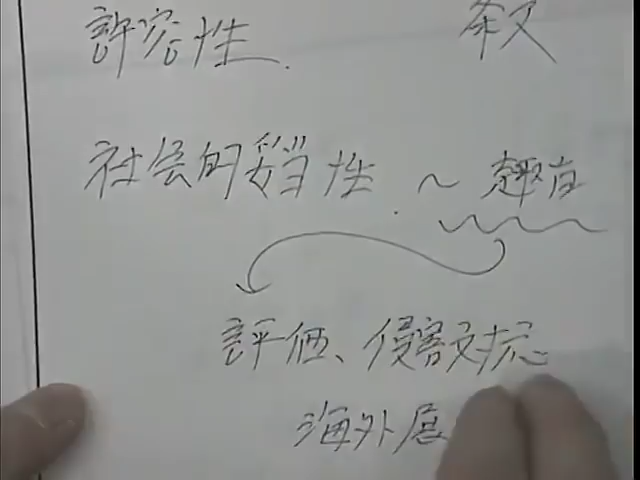 許容性 条文
社会的妥当性 ~ 趣旨
評価、侵害対応
海外展